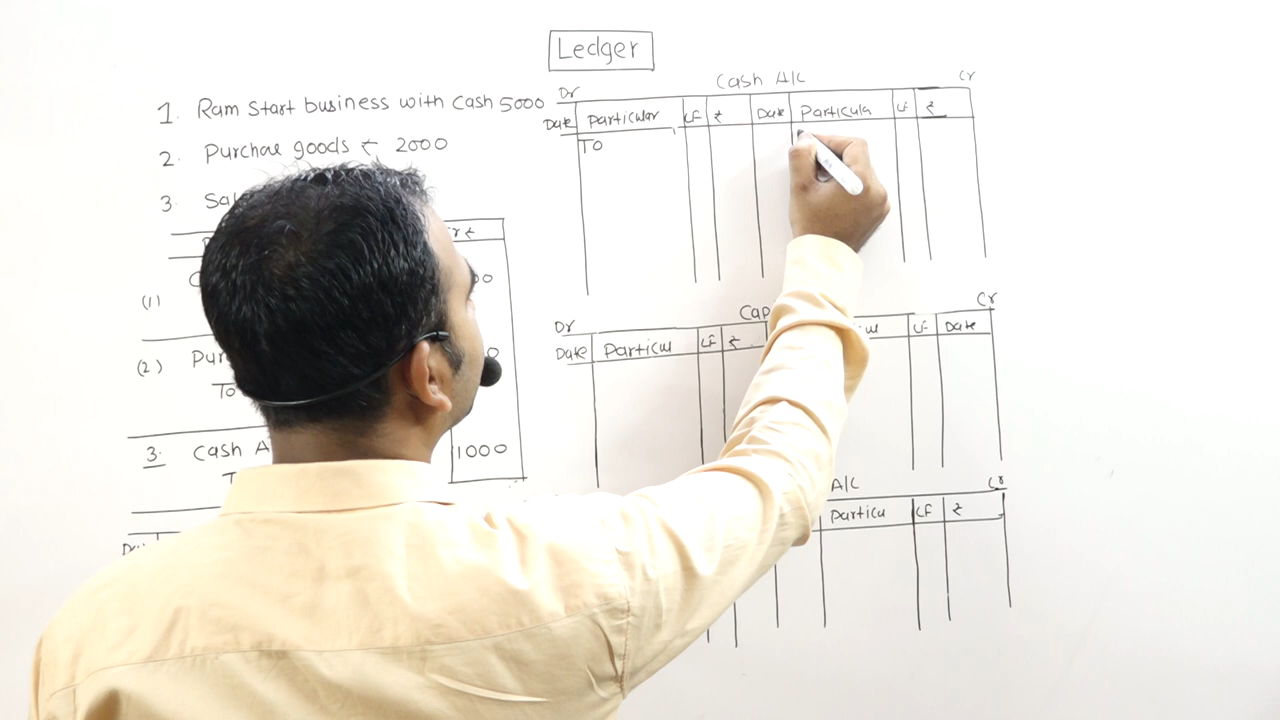 Ledger
1. Ram Start business with Cash 5000
2. Purchae goods ₹ 2000
3.
r ₹
(1)
(2) Pur
To
3. Cash A
1000
Cash A/C
Dr Cr
Date Particular LF ₹ Date Particula LF ₹
To
Dr Cap Cr
Date Particul LF ₹ LF Date
A/C Cr
Particu LF ₹